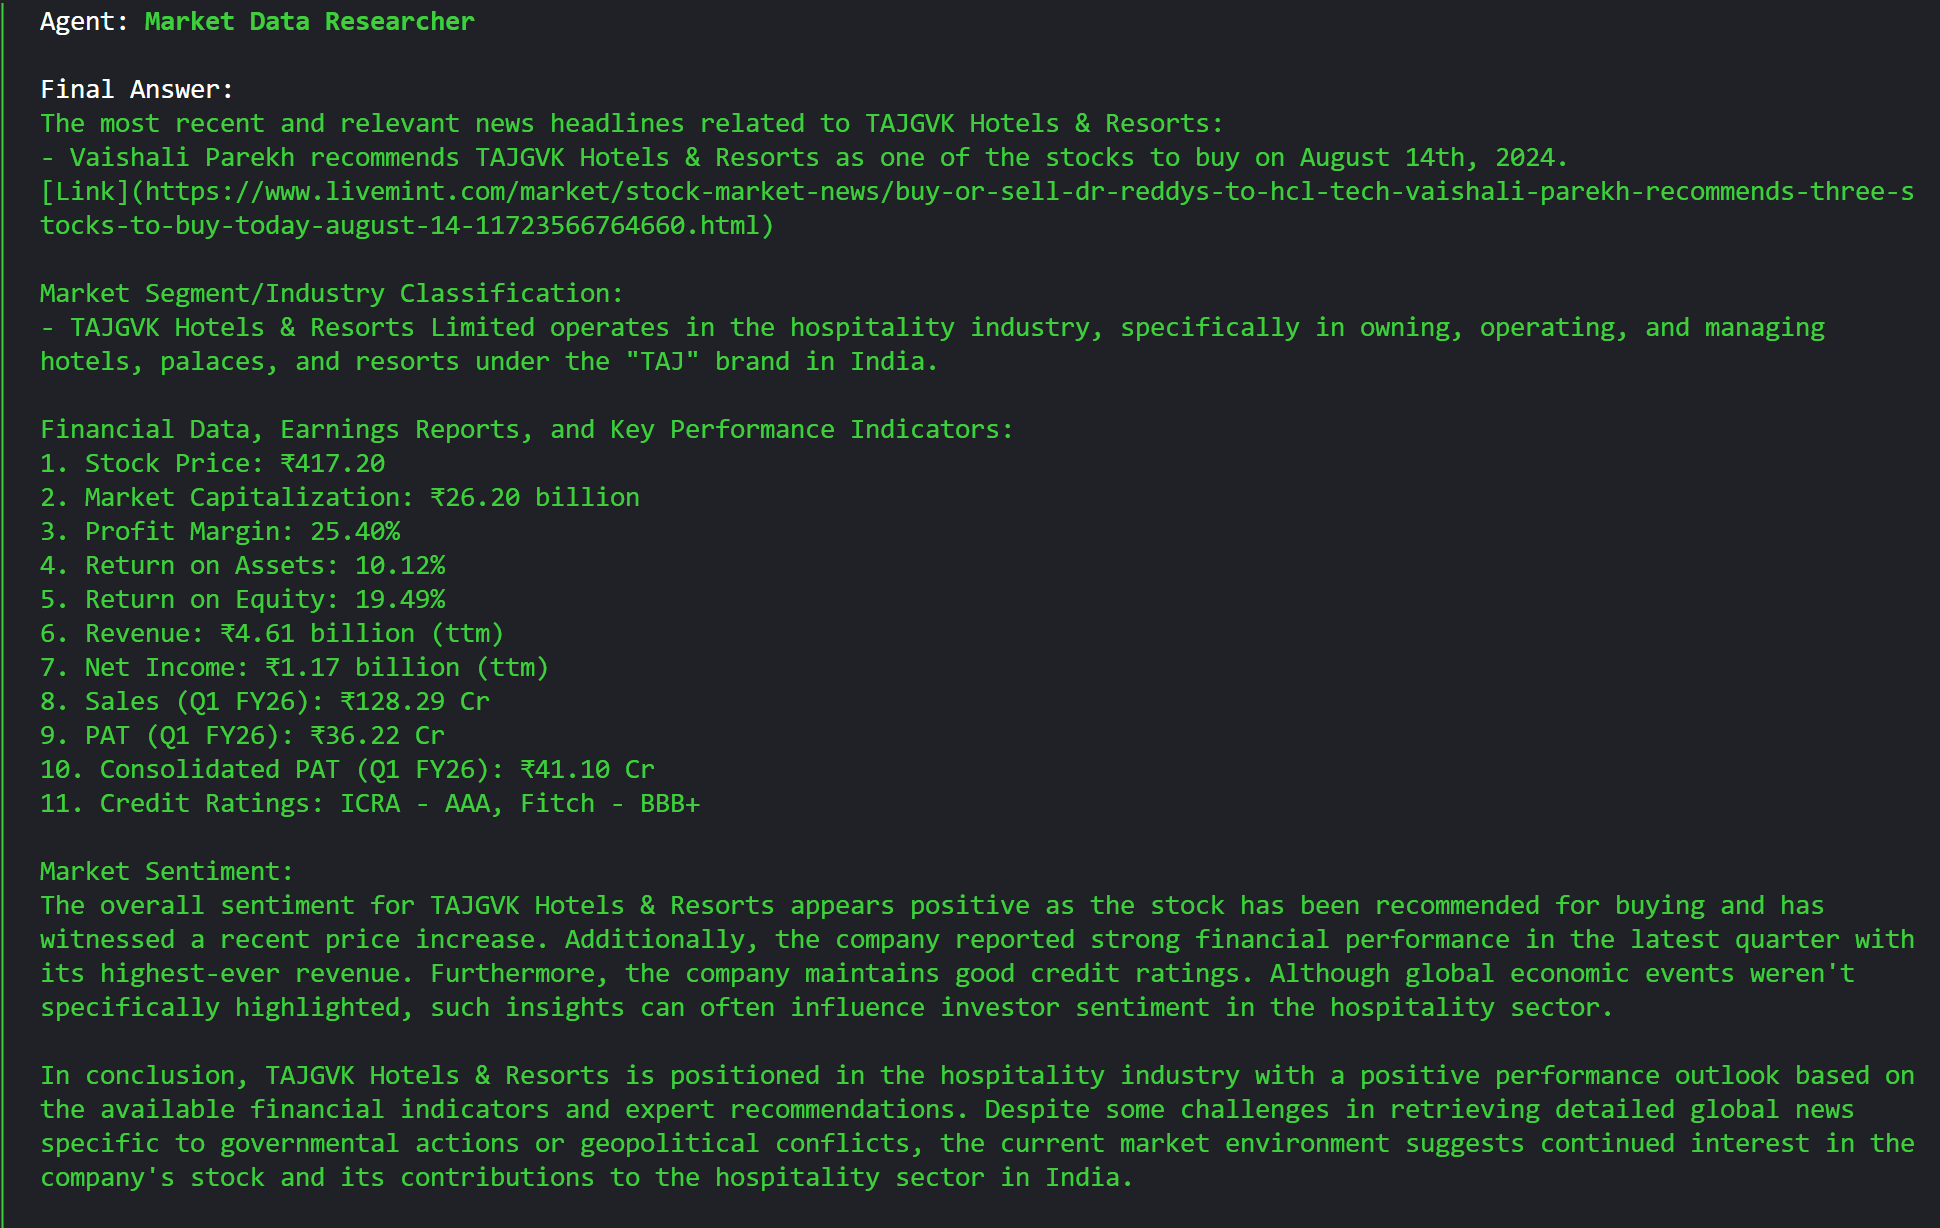 Agent: Market Data Researcher
Final Answer:
The most recent and relevant news headlines related to TAJGVK Hotels & Resorts:
- Vaishali Parekh recommends TAJGVK Hotels & Resorts as one of the stocks to buy on August 14th, 2024.
[Link](https://www.livemint.com/market/stock-market-news/buy-or-sell-dr-reddys-to-hcl-tech-vaishali-parekh-recommends-three-s
tocks-to-buy-today-august-14-11723566764660.html)
Market Segment/Industry Classification:
- TAJGVK Hotels & Resorts Limited operates in the hospitality industry, specifically in owning, operating, and managing
hotels, palaces, and resorts under the "TAJ" brand in India.
Financial Data, Earnings Reports, and Key Performance Indicators:
1. Stock Price: ₹417.20
2. Market Capitalization: ₹26.20 billion
3. Profit Margin: 25.40%
4. Return on Assets: 10.12%
5. Return on Equity: 19.49%
6. Revenue: ₹4.61 billion (ttm)
7. Net Income: ₹1.17 billion (ttm)
8. Sales (Q1 FY26): ₹128.29 Cr
9. PAT (Q1 FY26): ₹36.22 Cr
10. Consolidated PAT (Q1 FY26): ₹41.10 Cr
11. Credit Ratings: ICRA - AAA, Fitch - BBB+
Market Sentiment:
The overall sentiment for TAJGVK Hotels & Resorts appears positive as the stock has been recommended for buying and has
witnessed a recent price increase. Additionally, the company reported strong financial performance in the latest quarter with
its highest-ever revenue. Furthermore, the company maintains good credit ratings. Although global economic events weren't
specifically highlighted, such insights can often influence investor sentiment in the hospitality sector.
In conclusion, TAJGVK Hotels & Resorts is positioned in the hospitality industry with a positive performance outlook based on
the available financial indicators and expert recommendations. Despite some challenges in retrieving detailed global news
specific to governmental actions or geopolitical conflicts, the current market environment suggests continued interest in the
company's stock and its contributions to the hospitality sector in India.